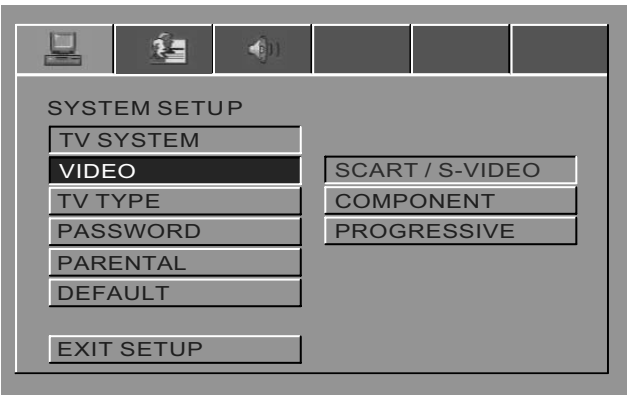 SYSTEM SETUP
TV SYSTEM
VIDEO
TV TYPE
PASSWORD
PARENTAL
DEFAULT
EXIT SETUP
SCART / S-VIDEO
COMPONENT
PROGRESSIVE